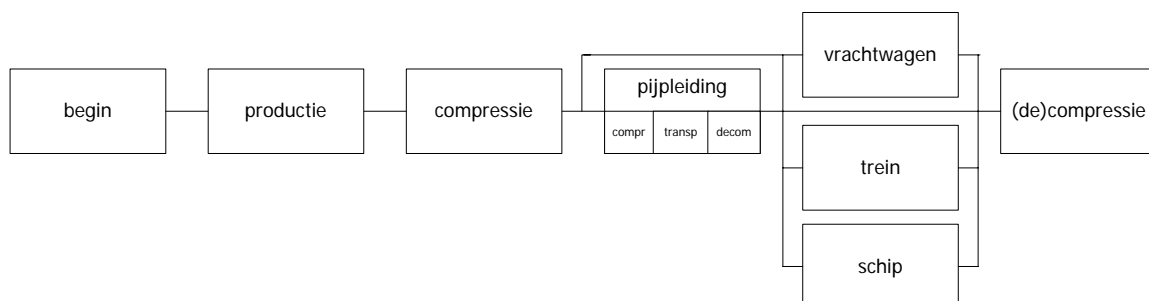 begin
productie
compressie
pijpleiding
compr
transp
decom
vrachtwagen
trein
schip
(de)compressie